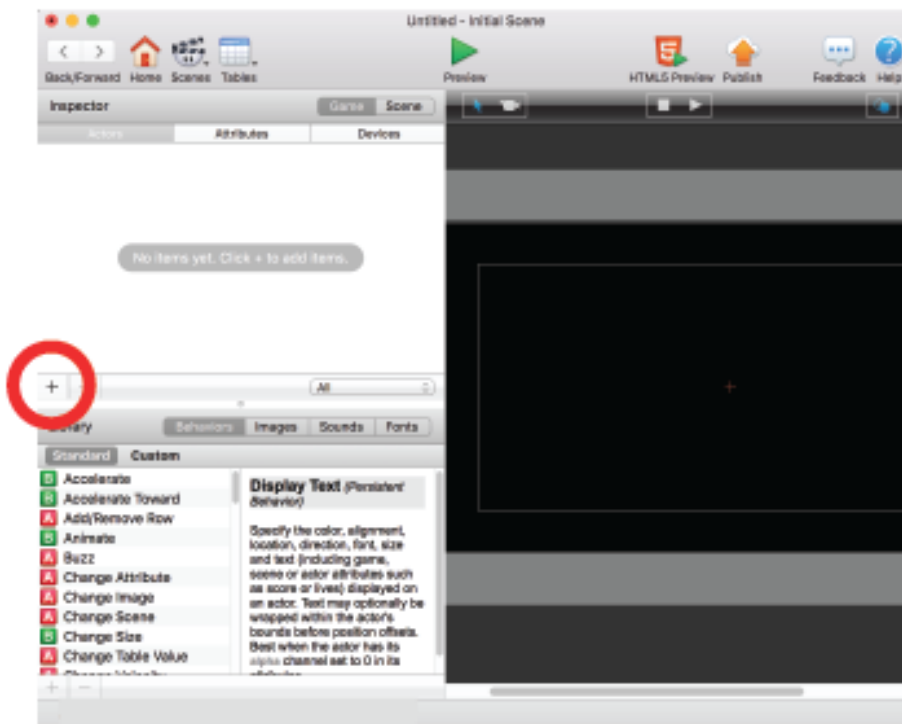 Untitled - Initial Scene
Back/Forward Home Scenes Tables Preview HTML5 Preview Publish Feedback Help
Inspector Game Scene
Actors Attributes Devices
No items yet. Click + to add items.
+ All
Library Behaviors Images Sounds Fonts
Standard Custom
B Accelerate
B Accelerate Toward
A Add/Remove Row
B Animate
A Buzz
A Change Attribute
A Change Image
A Change Scene
B Change Size
A Change Table Value
Display Text (Persistent
Behavior)
Specify the color, alignment,
location, direction, font, size
and text (including game,
scene or actor attributes such
as score or lives) displayed on
an actor. Text may optionally be
wrapped within the actor's
bounds before position offsets.
Best when the actor has its
alpha channel set to 0 in its
+ −